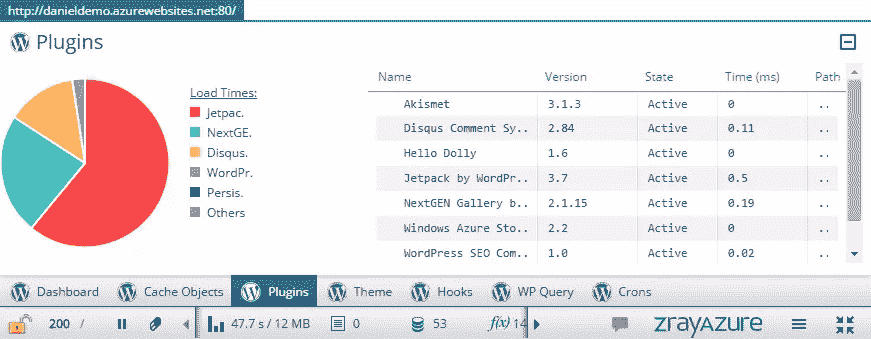 http://danieldemo.azurewebsites.net:80/
Plugins
Load Times:
Jetpac.
NextGE.
Disqus.
WordPr.
Persis.
Others
Name Version State Time (ms) Path
Akismet 3.1.3 Active 0 ..
Disqus Comment Sy.. 2.84 Active 0.11 ..
Hello Dolly 1.6 Active 0 ..
Jetpack by WordPr.. 3.7 Active 0.5 ..
NextGEN Gallery b.. 2.1.15 Active 0.19 ..
Windows Azure Sto.. 2.2 Active 0 ..
WordPress SEO Com.. 1.0 Active 0.02 ..
Dashboard Cache Objects Plugins Theme Hooks WP Query Crons
200 / 47.7 s / 12 MB 0 53 f(x) 14 zrayAzure